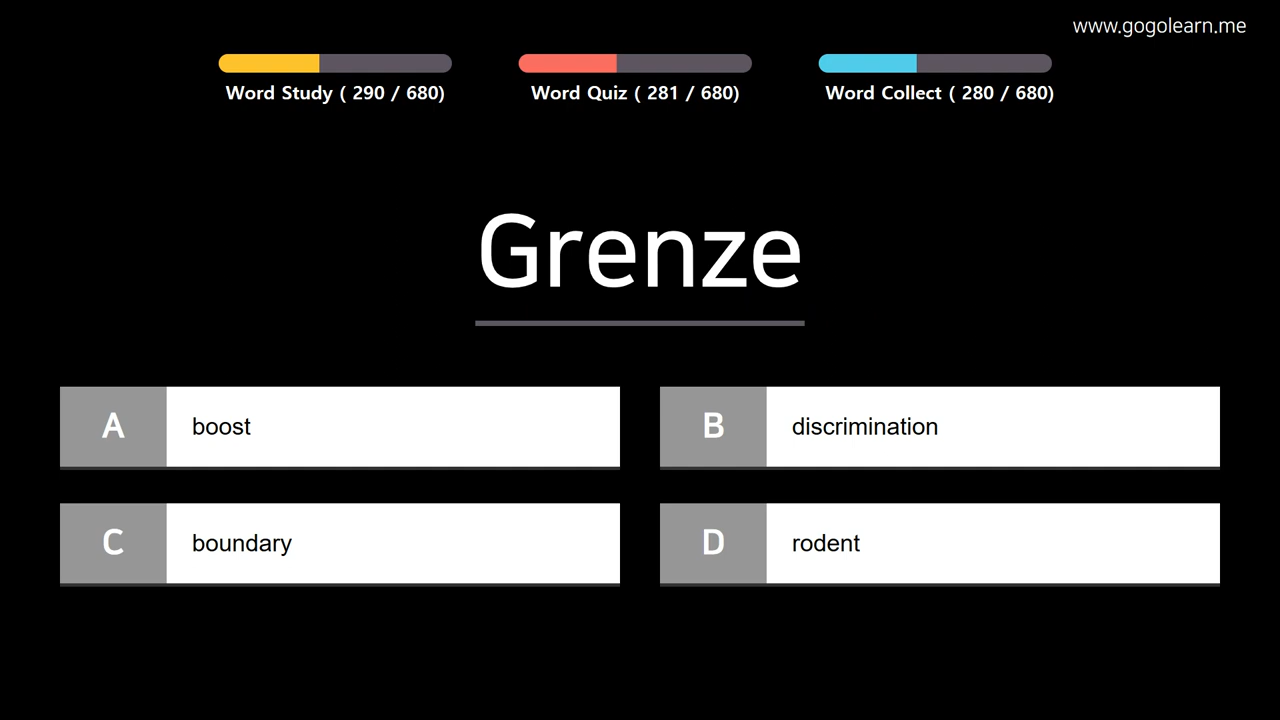 www.gogolearn.me
Word Study ( 290 / 680)
Word Quiz ( 281 / 680)
Word Collect ( 280 / 680)
Grenze
A boost
B discrimination
C boundary
D rodent